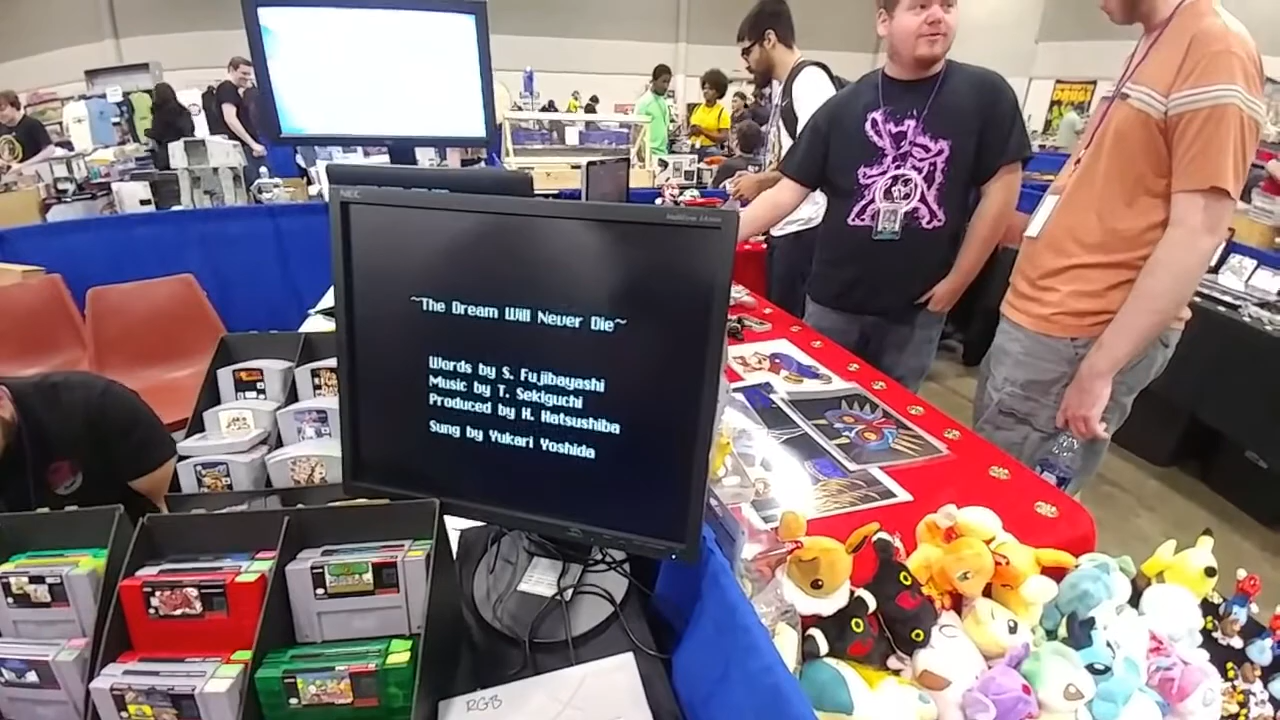 NEC
~The Dream Will Never Die~
Words by S. Fujibayashi
Music by T. Sekiguchi
Produced by H. Hatsushiba
Sung by Yukari Yoshida
RGB